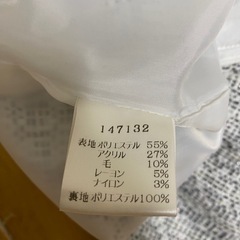 147132
表地 ポリエステル 55%
アクリル 27%
毛 10%
レーヨン 5%
ナイロン 3%
裏地 ポリエステル100%